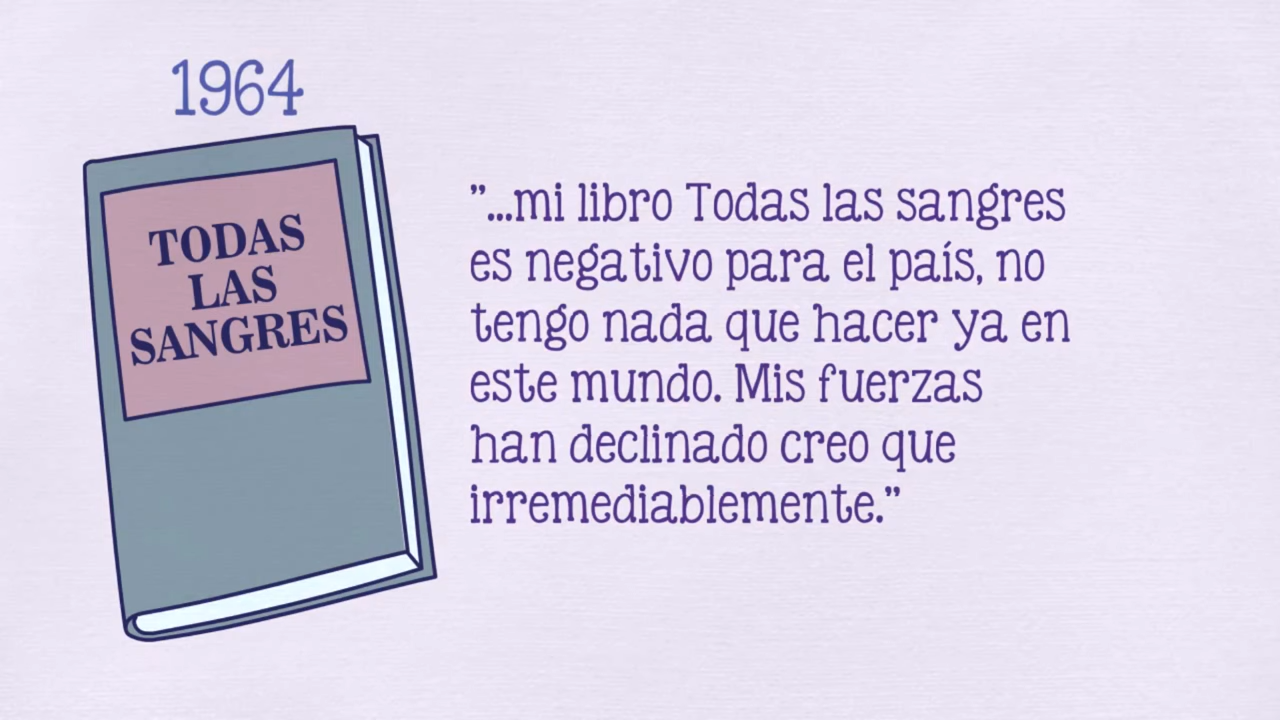 1964
TODAS
LAS
SANGRES
"...mi libro Todas las sangres
es negativo para el país, no
tengo nada que hacer ya en
este mundo. Mis fuerzas
han declinado creo que
irremediablemente."